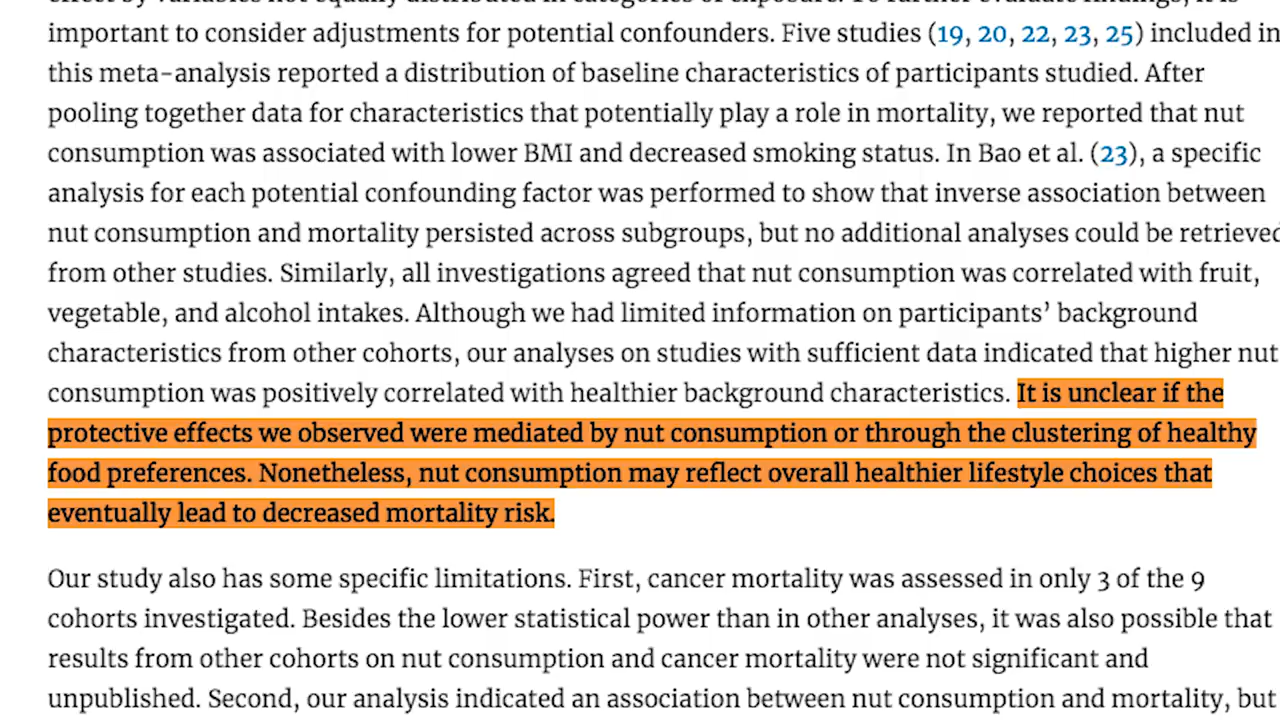 important to consider adjustments for potential confounders. Five studies (19, 20, 22, 23, 25) included in
this meta-analysis reported a distribution of baseline characteristics of participants studied. After
pooling together data for characteristics that potentially play a role in mortality, we reported that nut
consumption was associated with lower BMI and decreased smoking status. In Bao et al. (23), a specific
analysis for each potential confounding factor was performed to show that inverse association between
nut consumption and mortality persisted across subgroups, but no additional analyses could be retrieved
from other studies. Similarly, all investigations agreed that nut consumption was correlated with fruit,
vegetable, and alcohol intakes. Although we had limited information on participants’ background
characteristics from other cohorts, our analyses on studies with sufficient data indicated that higher nut
consumption was positively correlated with healthier background characteristics. It is unclear if the
protective effects we observed were mediated by nut consumption or through the clustering of healthy
food preferences. Nonetheless, nut consumption may reflect overall healthier lifestyle choices that
eventually lead to decreased mortality risk.
Our study also has some specific limitations. First, cancer mortality was assessed in only 3 of the 9
cohorts investigated. Besides the lower statistical power than in other analyses, it was also possible that
results from other cohorts on nut consumption and cancer mortality were not significant and
unpublished. Second, our analysis indicated an association between nut consumption and mortality, but